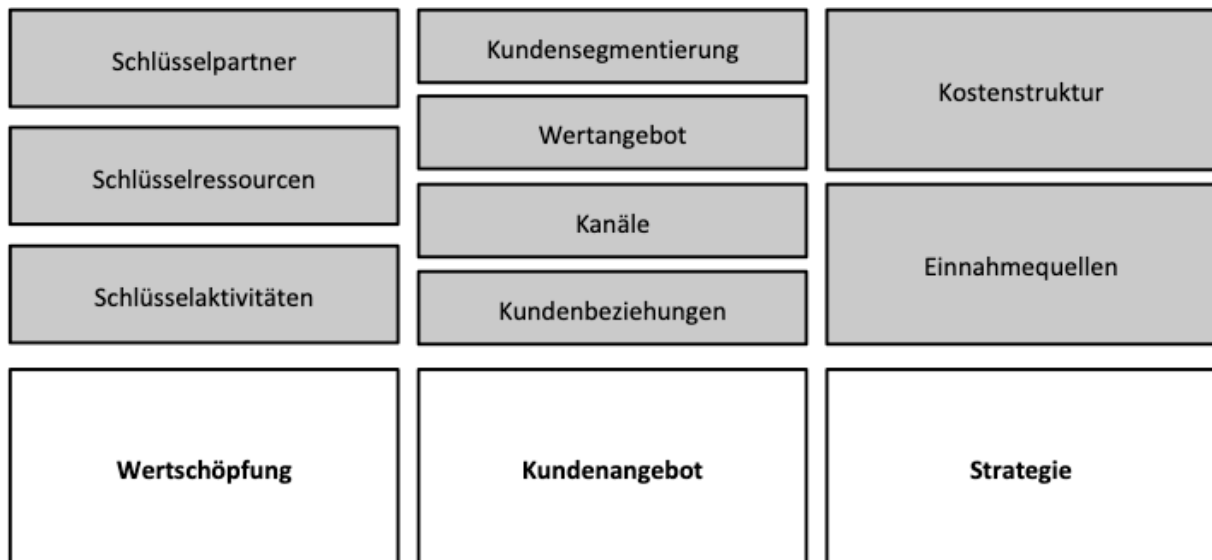 Schlüsselpartner
Schlüsselressourcen
Schlüsselaktivitäten
Kundensegmentierung
Wertangebot
Kanäle
Kundenbeziehungen
Kostenstruktur
Einnahmequellen
Wertschöpfung
Kundenangebot
Strategie